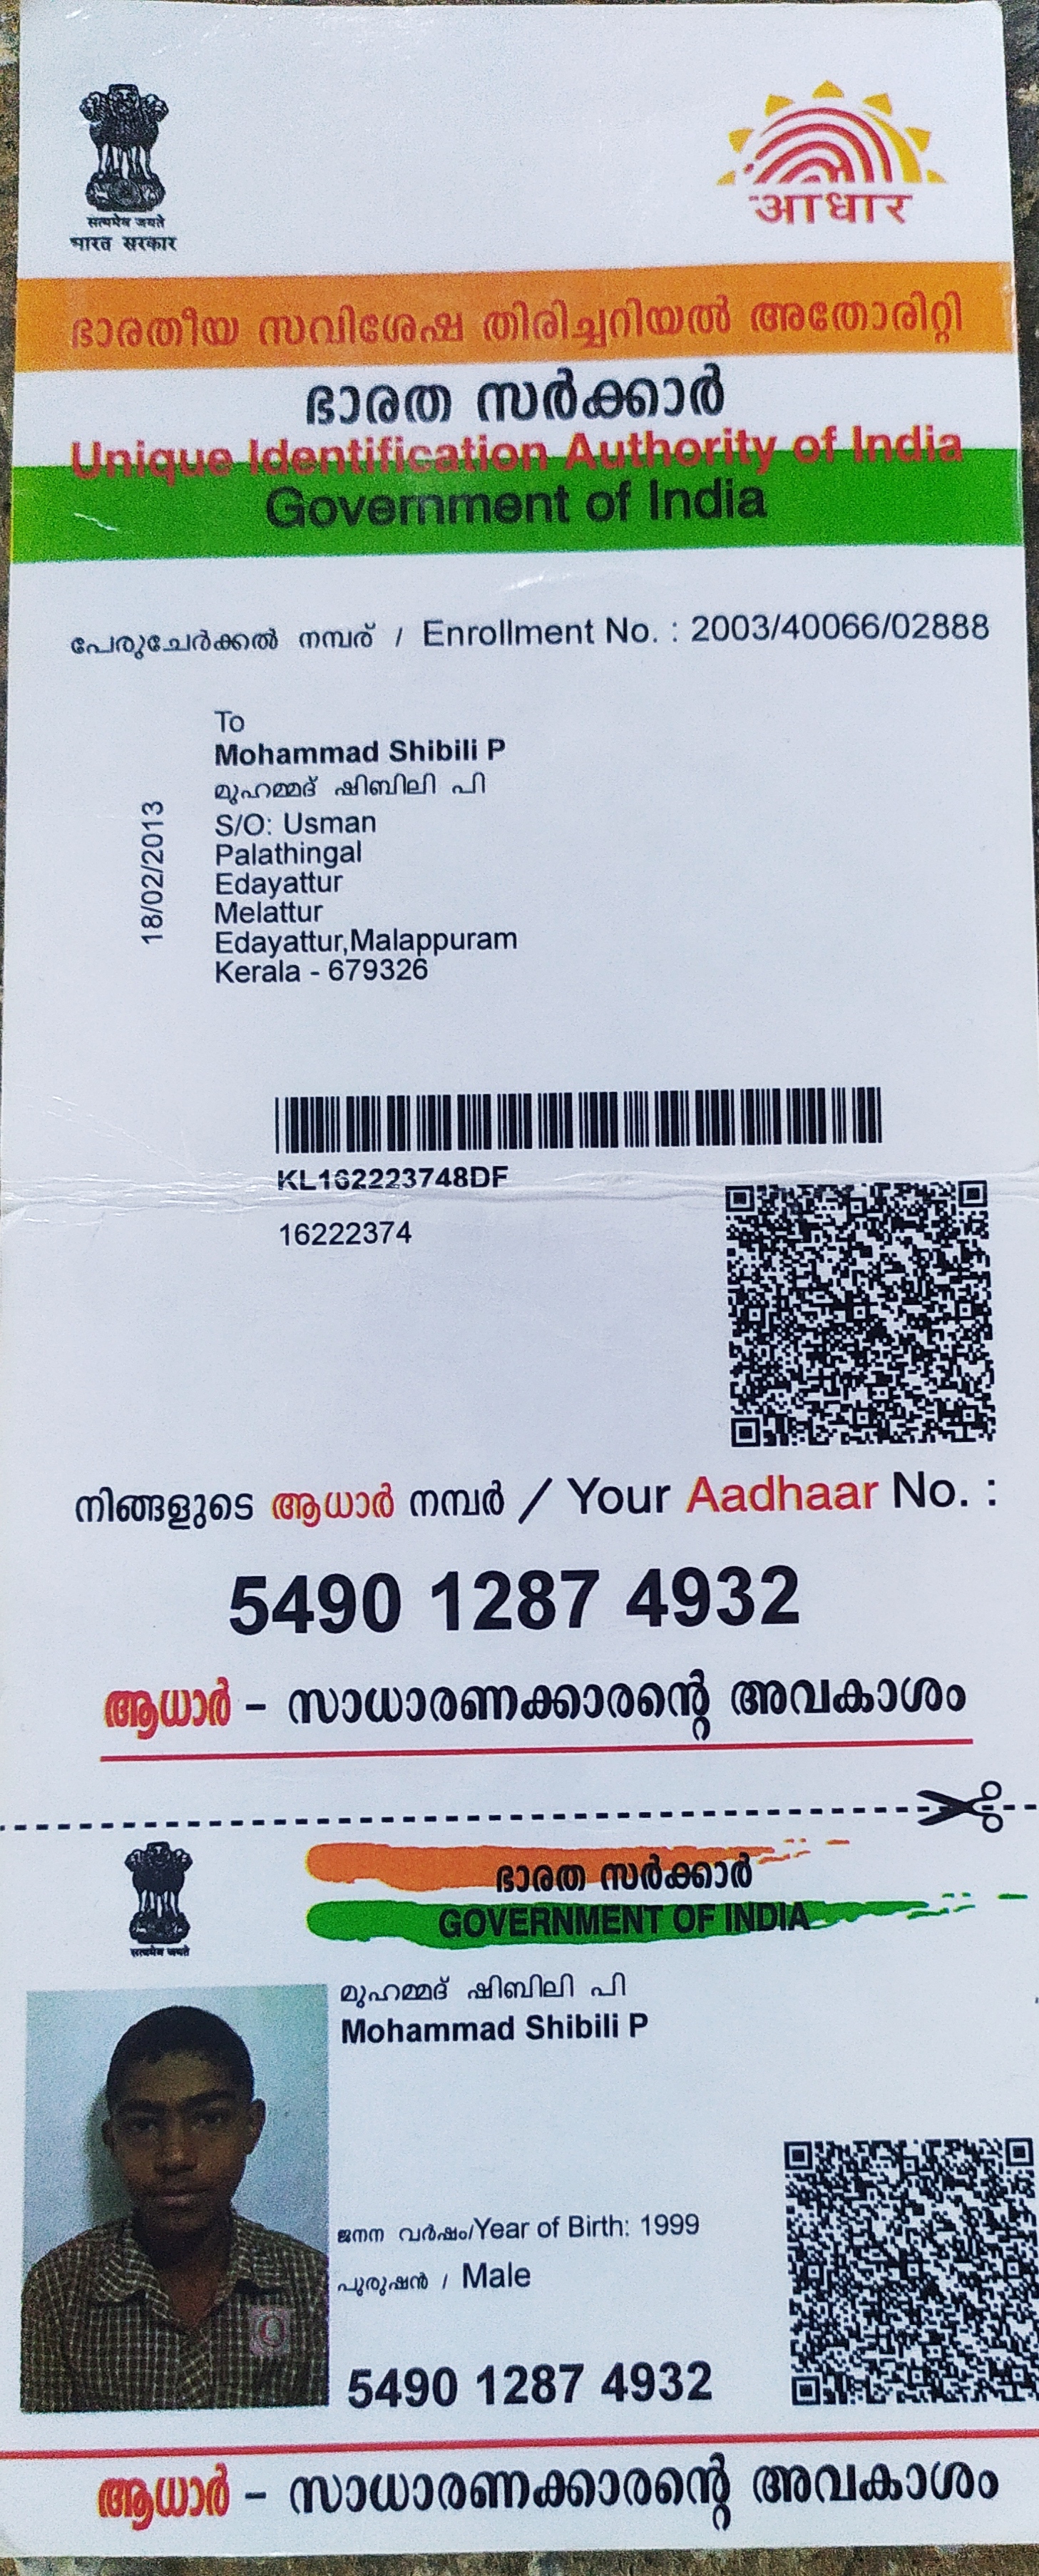 सत्यमेव जयते
भारत सरकार
आधार
ഭാരതീയ സവിശേഷ തിരിച്ചറിയൽ അതോരിറ്റി
ഭാരത സർക്കാർ
Unique Identification Authority of India
Government of India
പേരുചേർക്കൽ നമ്പര് / Enrollment No. : 2003/40066/02888
18/02/2013
To
Mohammad Shibili P
മുഹമ്മദ് ഷിബിലി പി
S/O: Usman
Palathingal
Edayattur
Melattur
Edayattur,Malappuram
Kerala - 679326
KL162223748DF
16222374
നിങ്ങളുടെ ആധാർ നമ്പർ / Your Aadhaar No. :
5490 1287 4932
ആധാർ – സാധാരണക്കാരന്റെ അവകാശം
ഭാരത സർക്കാർ
GOVERNMENT OF INDIA
सत्यमेव जयते
മുഹമ്മദ് ഷിബിലി പി
Mohammad Shibili P
ജനന വർഷം/Year of Birth: 1999
പുരുഷൻ / Male
5490 1287 4932
ആധാർ – സാധാരണക്കാരന്റെ അവകാശം